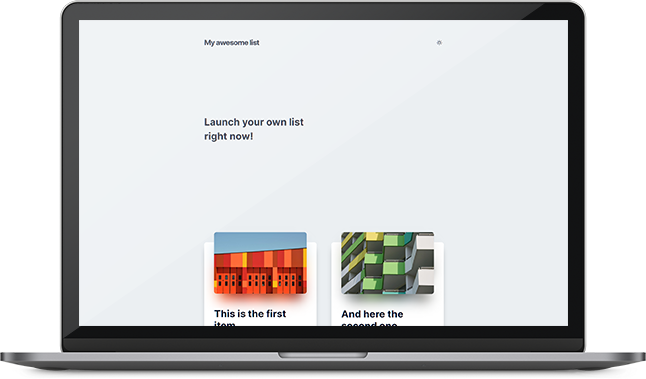 My awesome list
Launch your own list
right now!
This is the first
item
And here the
second one